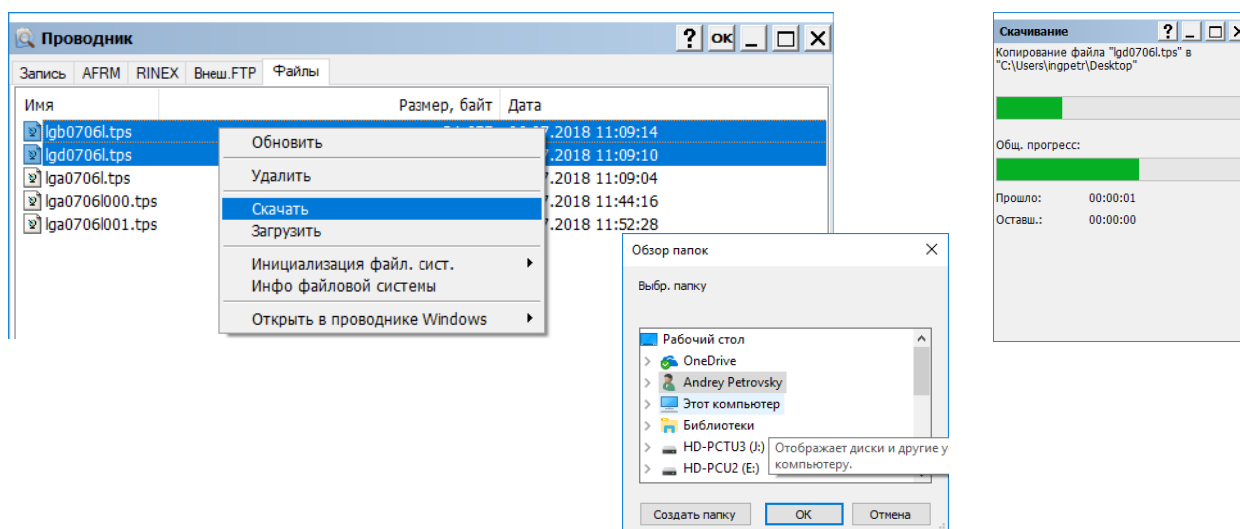 Проводник
? ОК
Запись AFRM RINEX Внеш.FTP Файлы
Имя Размер, байт Дата
lgb0706l.tps .2018 11:09:14
lgd0706l.tps .2018 11:09:10
lga0706l.tps .2018 11:09:04
lga0706l000.tps .2018 11:44:16
lga0706l001.tps .2018 11:52:28
Обновить
Удалить
Скачать
Загрузить
Инициализация файл. сист.
Инфо файловой системы
Открыть в проводнике Windows
Обзор папок
Выбр. папку
Рабочий стол
OneDrive
Andrey Petrovsky
Этот компьютер
Библиотеки
HD-PCTU3 (J:)
HD-PCU2 (E:)
Отображает диски и другие у
компьютеру.
Создать папку ОК Отмена
Скачивание ?
Копирование файла "lgd0706l.tps" в
"C:\Users\ingpetr\Desktop"
Общ. прогресс:
Прошло: 00:00:01
Оставш.: 00:00:00